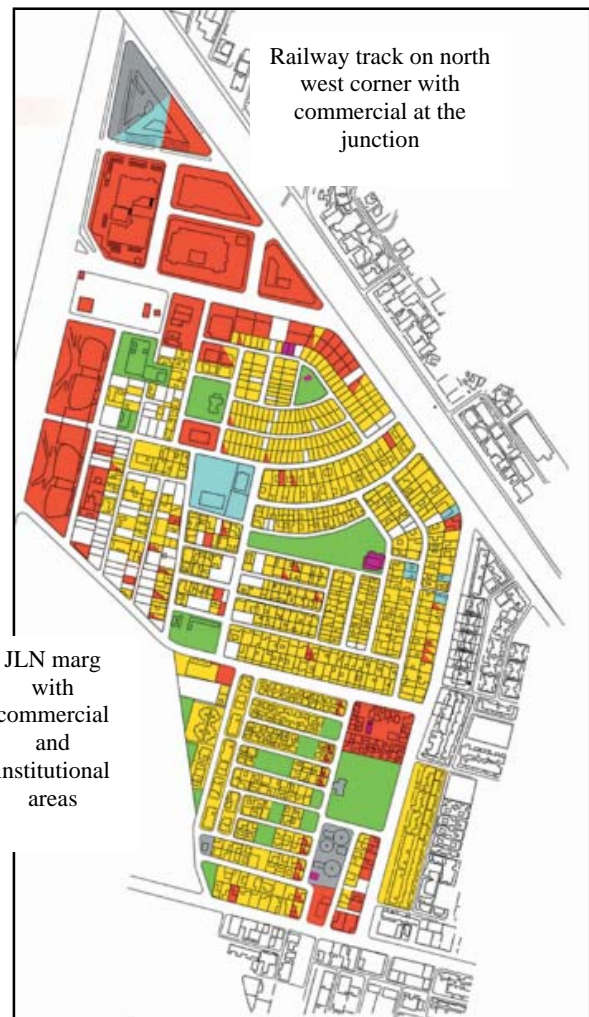 Railway track on north
west corner with
commercial at the
junction
JLN marg
with
commercial
and
institutional
areas